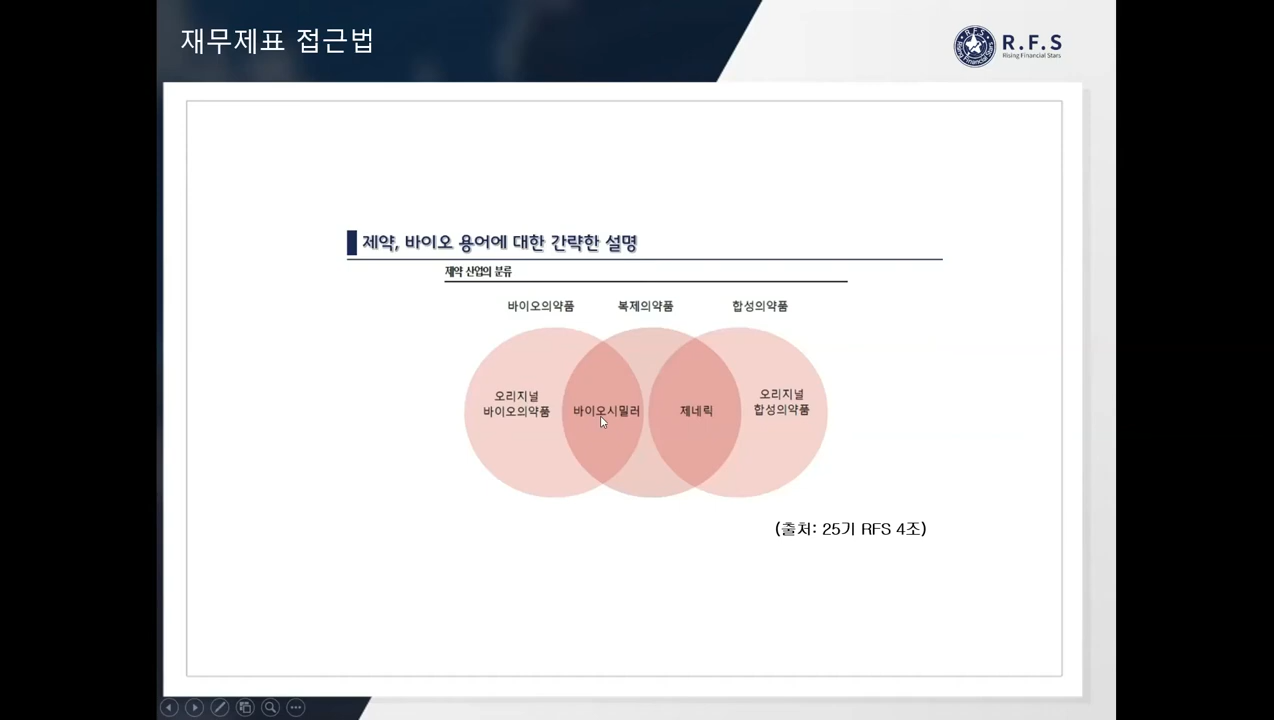 재무제표 접근법
R.F.S
Rising Financial Stars
제약, 바이오 용어에 대한 간략한 설명
제약 산업의 분류
바이오의약품 복제의약품 합성의약품
오리지널
바이오의약품
바이오시밀러
제네릭
오리지널
합성의약품
(출처: 25기 RFS 4조)